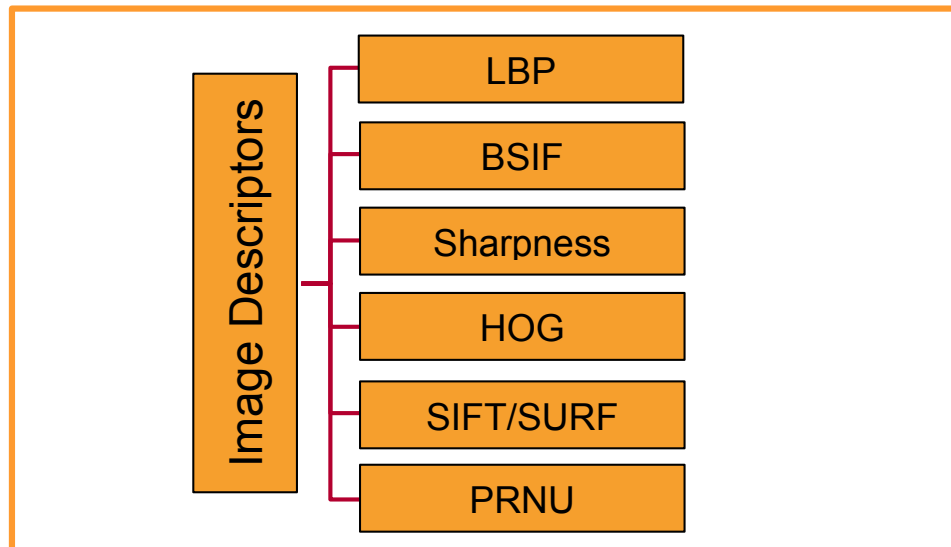 Image Descriptors
LBP
BSIF
Sharpness
HOG
SIFT/SURF
PRNU